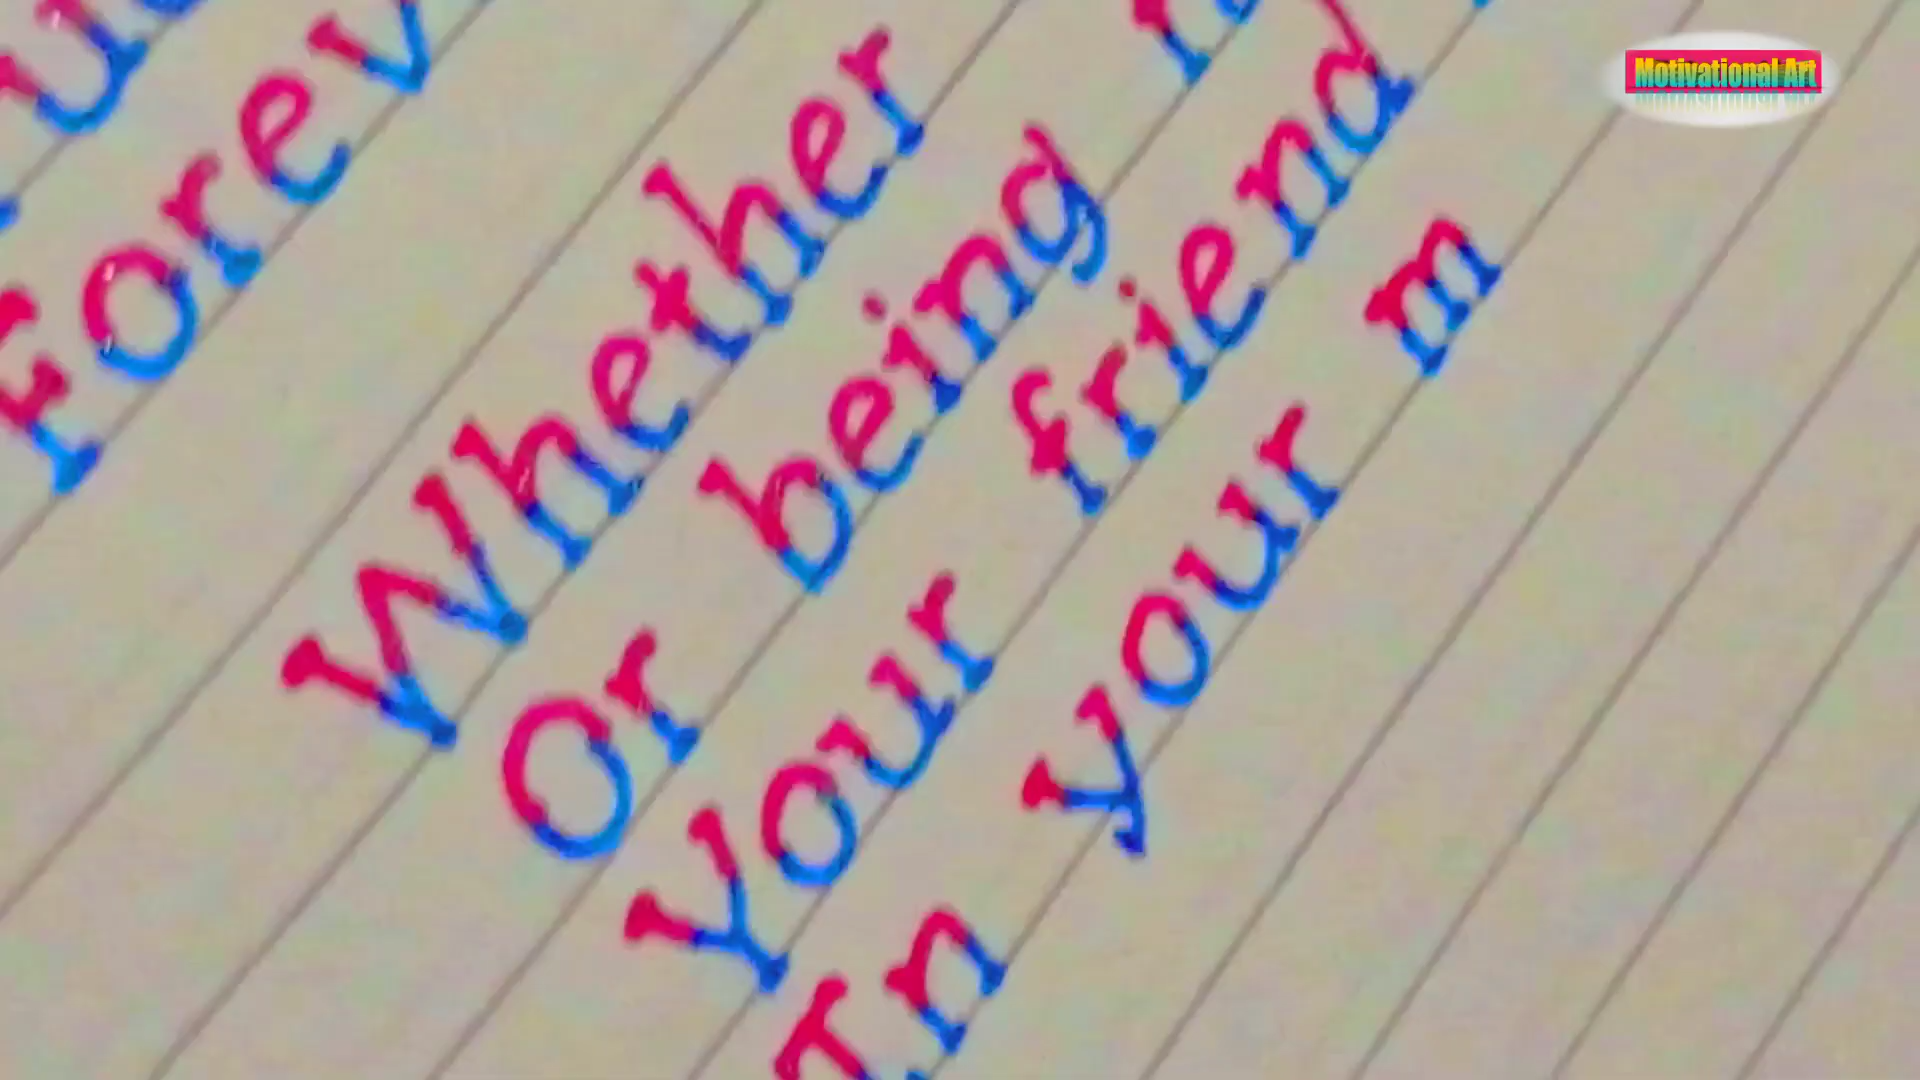 Motivational Art
forev
Whether
Or being
Your friend
In your m